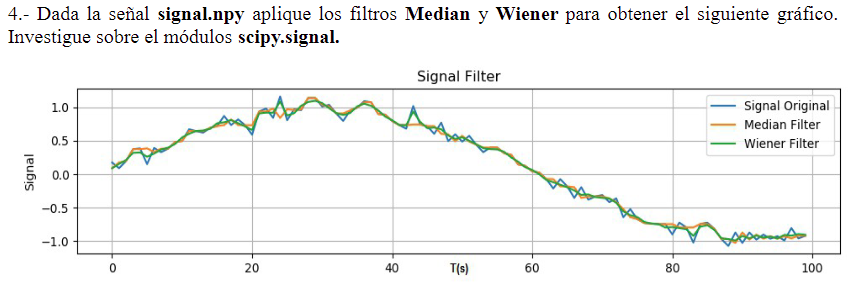 4.- Dada la señal signal.npy aplique los filtros Median y Wiener para obtener el siguiente gráfico.
Investigue sobre el módulos scipy.signal.
Signal Filter
Signal
1.0
0.5
0.0
−0.5
−1.0
Signal Original
Median Filter
Wiener Filter
0 20 40 60 80 100
T(s)